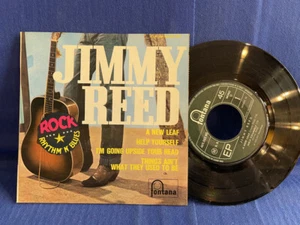 JIMMY
REED
A NEW LEAF
HELP YOURSELF
I'M GOING UPSIDE YOUR HEAD
THINGS AIN'T
WHAT THEY USED TO BE
ROCK
RHYTHM 'N' BLUES
fontana
fontana
45
EP